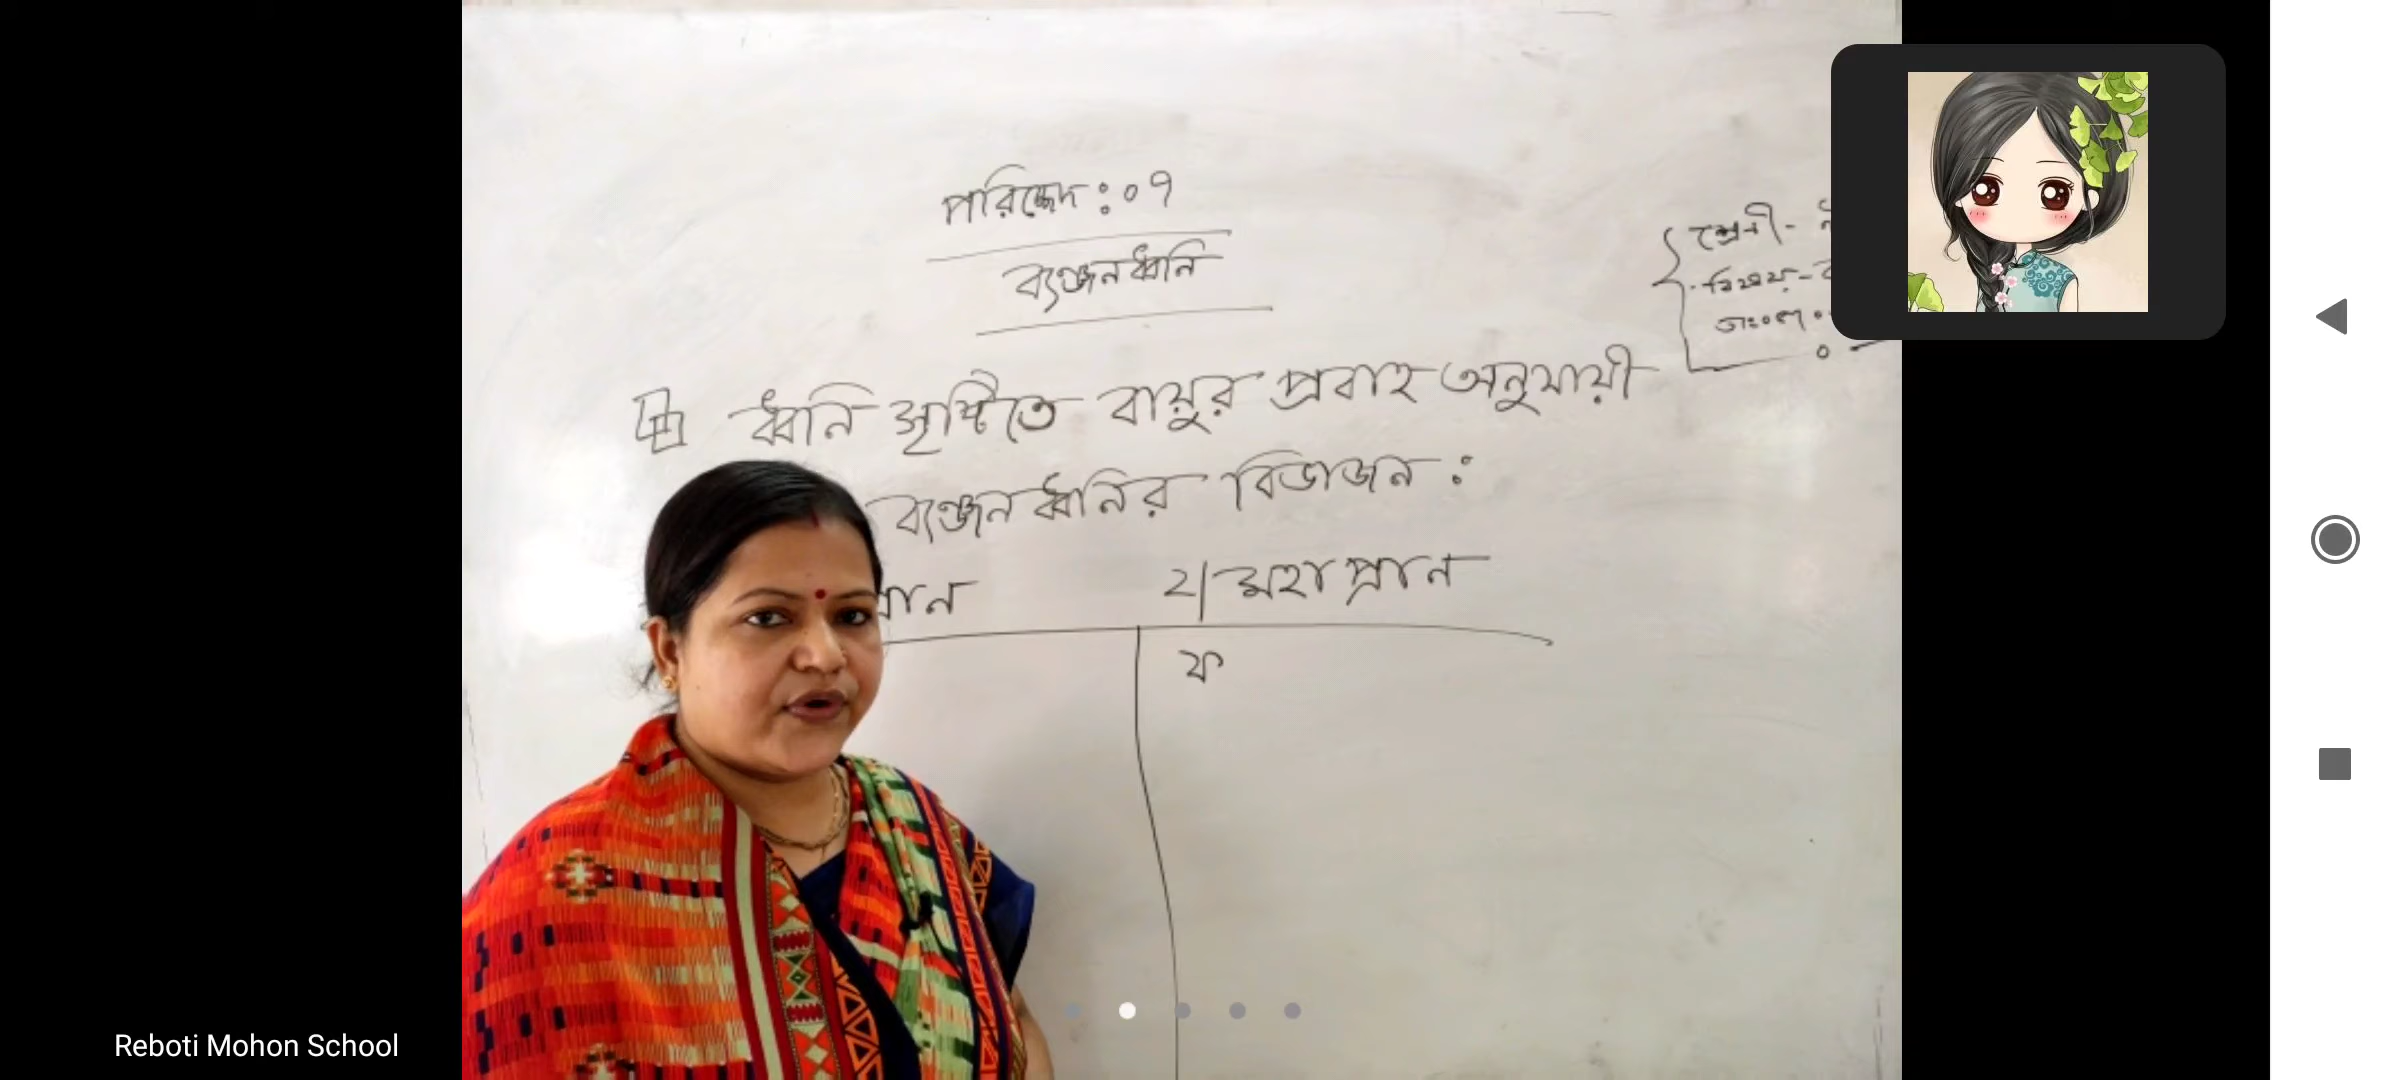 পরিচ্ছেদ : ০৭
ব্যঞ্জনধ্বনি
শ্রেণী -
বিষয় -
ধ্বনি সৃষ্টিতে বায়ুর প্রবাহ অনুযায়ী
ব্যঞ্জনধ্বনির বিভাজন :
২। মহাপ্রান
ফ
Reboti Mohon School